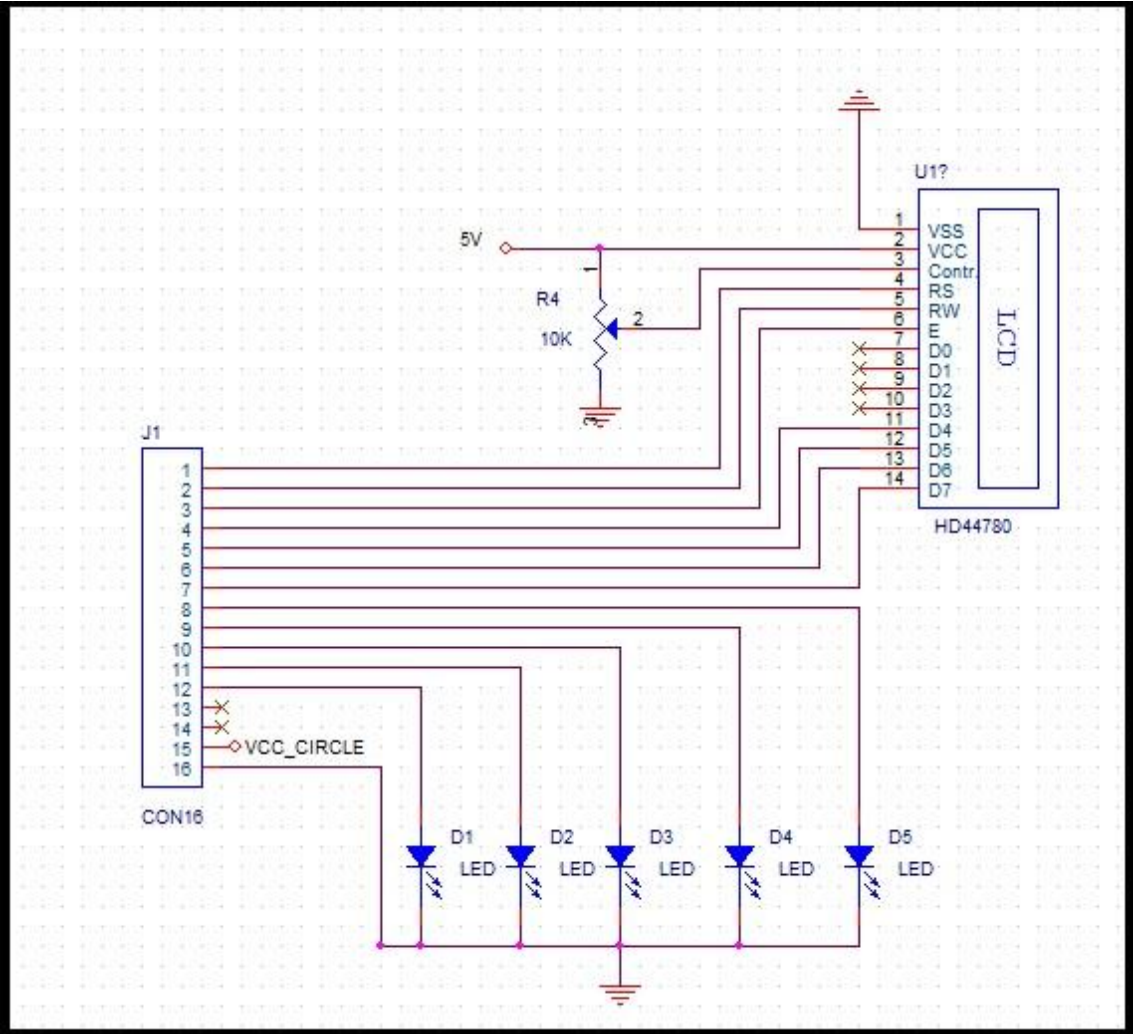 U1?
1 VSS
2 VCC
3 Contr.
4 RS
5 RW
6 E
7 D0
8 D1
9 D2
10 D3
11 D4
12 D5
13 D6
14 D7
LCD
HD44780
5V
1
R4
2
10K
3
J1
1
2
3
4
5
6
7
8
9
10
11
12
13
14
15 VCC_CIRCLE
16
CON16
D1
LED
D2
LED
D3
LED
D4
LED
D5
LED